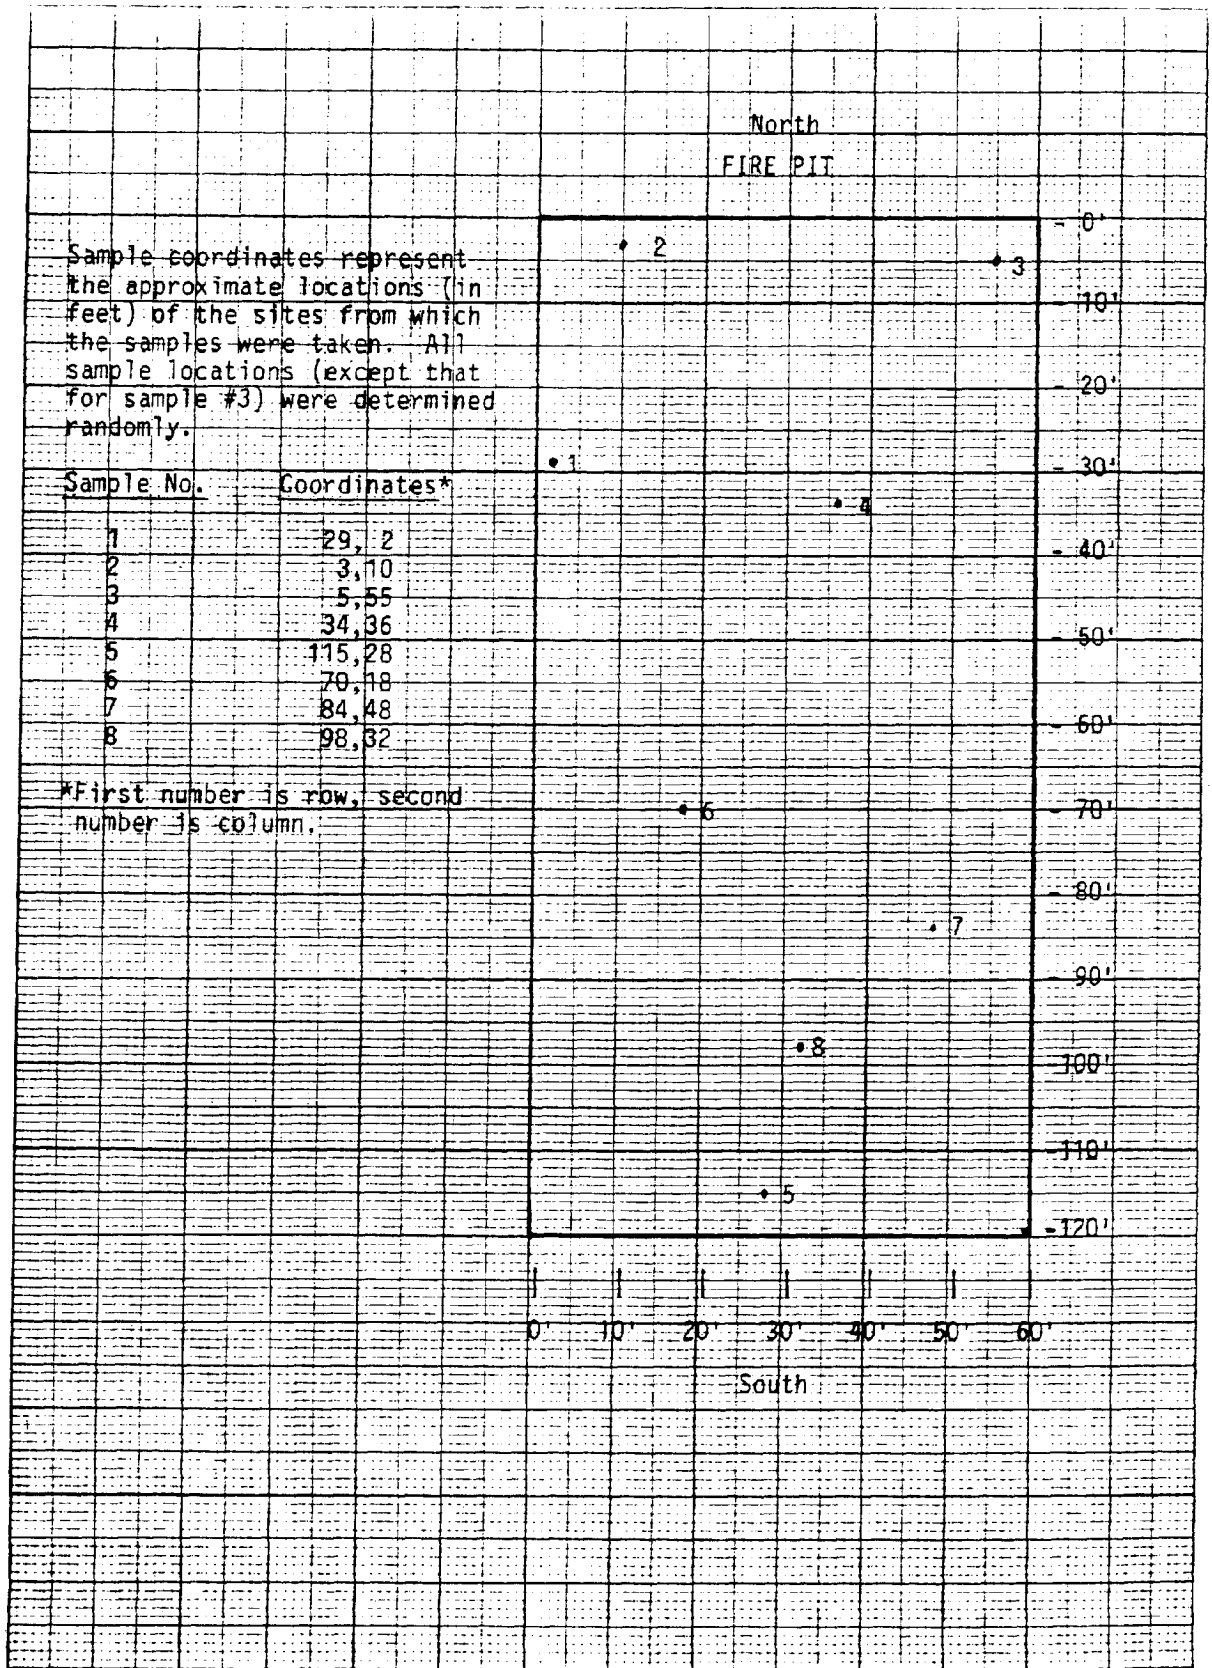 North
FIRE PIT
Sample coordinates represent
the approximate locations (in
feet) of the sites from which
the samples were taken. All
sample locations (except that
for sample #3) were determined
randomly.
Sample No. Coordinates*
1 29, 2
2 3,10
3 5,55
4 34,36
5 115,28
6 70,18
7 84,48
8 98,32
*First number is row, second
number is column.
2
3
1
4
6
7
8
5
- 0'
- 10'
- 20'
- 30'
- 40'
- 50'
- 60'
- 70'
- 80'
- 90'
-100'
-110'
-120'
0' 10' 20' 30' 40' 50' 60'
South